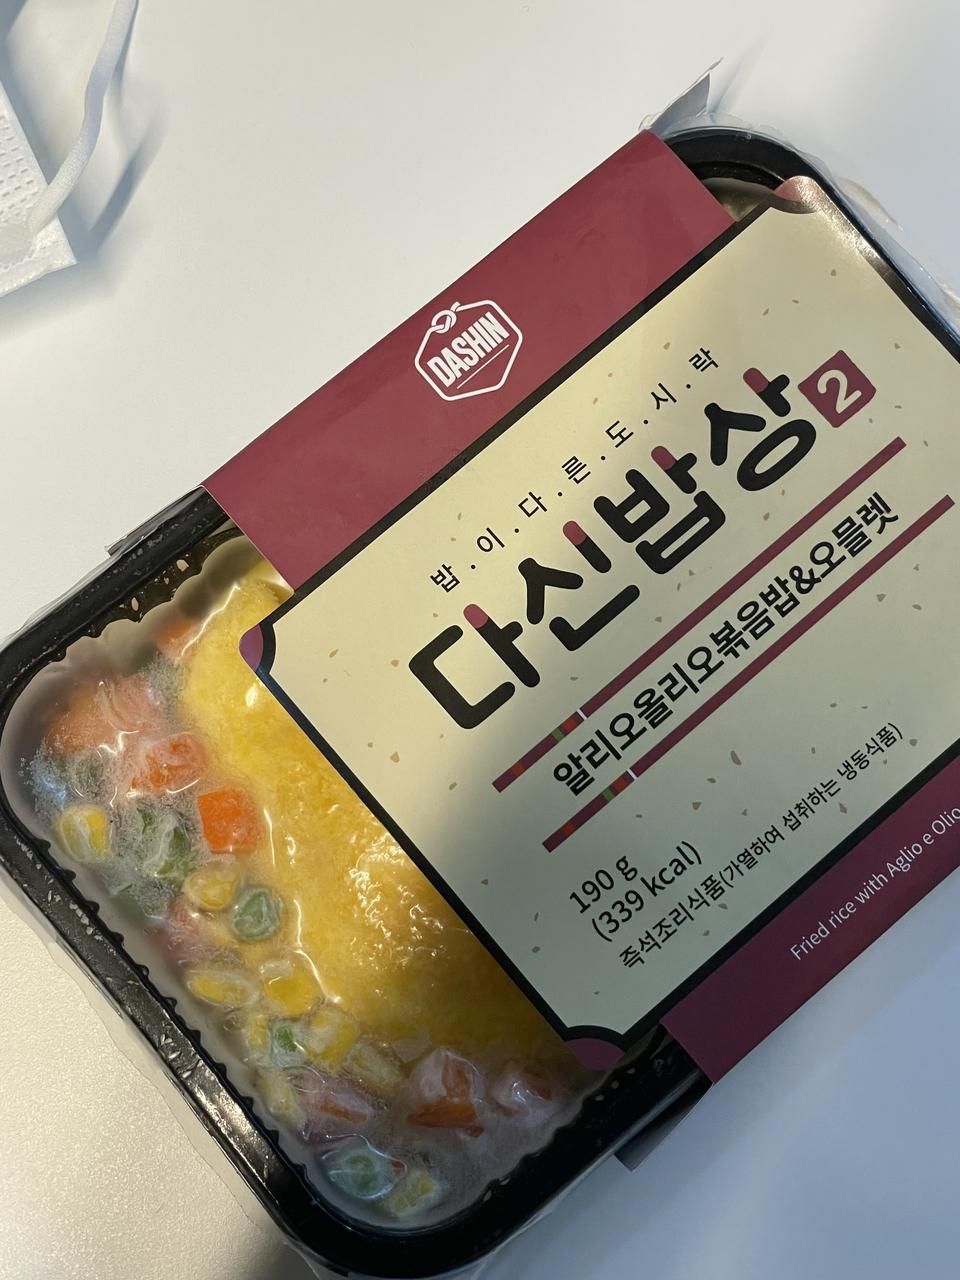 DASHIN
밥.이.다.른.도.시.락
다신밥상 2
알리오올리오볶음밥&오믈렛
190 g
(339 kcal)
즉석조리식품(가열하여 섭취하는 냉동식품)
Fried rice with Aglio e Olio